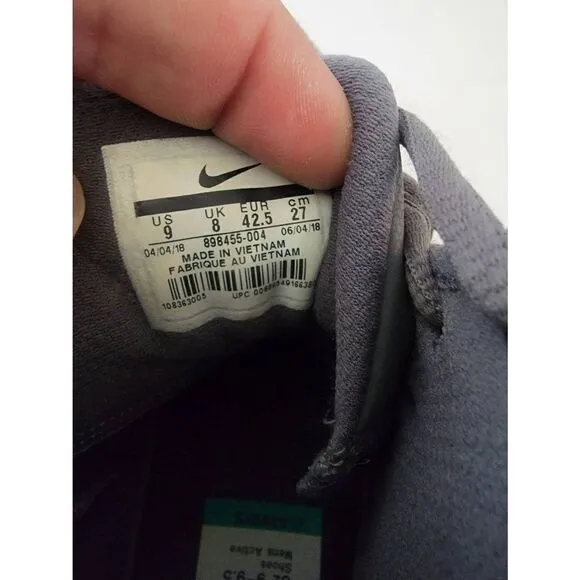 US UK EUR cm
9 8 42.5 27
04/04/18 898455-004 06/04/18
MADE IN VIETNAM
FABRIQUE AU VIETNAM
108363005 UPC
Mens Active
Shoes